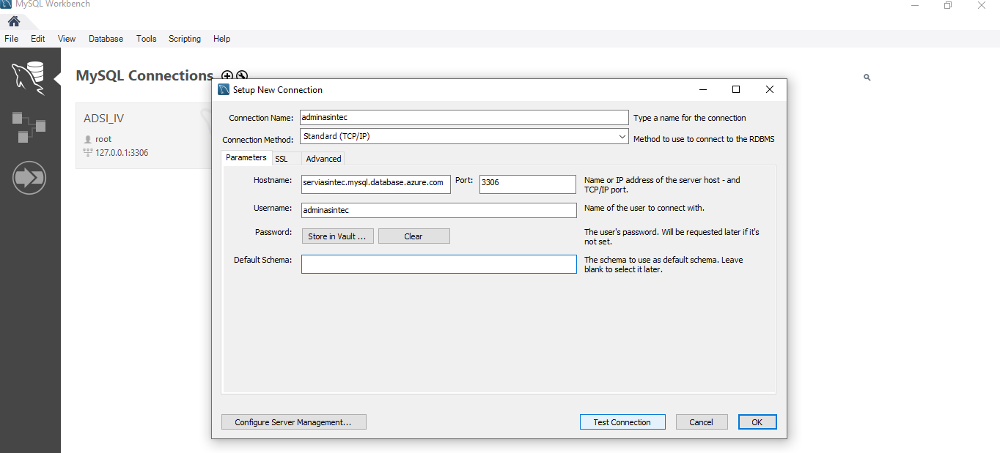 MySQL Workbench
File Edit View Database Tools Scripting Help
MySQL Connections
ADSI_IV
root
127.0.0.1:3306
Setup New Connection
Connection Name: adminasintec Type a name for the connection
Connection Method: Standard (TCP/IP) Method to use to connect to the RDBMS
Parameters SSL Advanced
Hostname: serviasintec.mysql.database.azure.com Port: 3306 Name or IP address of the server host - and
TCP/IP port.
Username: adminasintec Name of the user to connect with.
Password: Store in Vault ... Clear The user's password. Will be requested later if it's
not set.
Default Schema: The schema to use as default schema. Leave
blank to select it later.
Configure Server Management... Test Connection Cancel OK